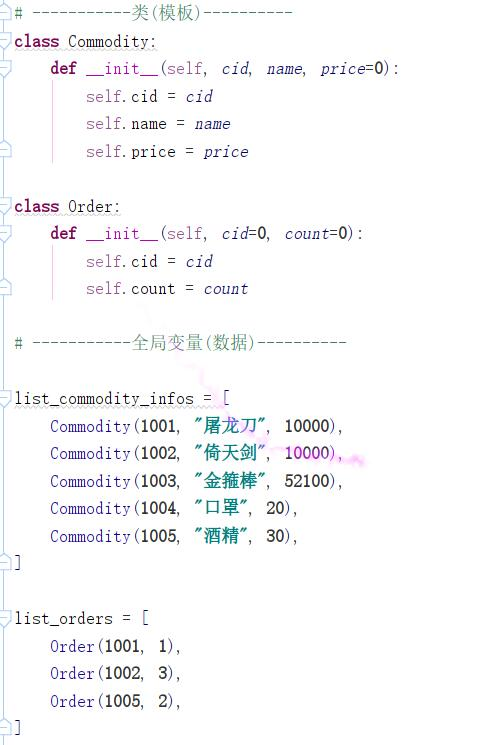 # -----------类(模板)----------
class Commodity:
    def __init__(self, cid, name, price=0):
        self.cid = cid
        self.name = name
        self.price = price
class Order:
    def __init__(self, cid=0, count=0):
        self.cid = cid
        self.count = count
# -----------全局变量(数据)----------
list_commodity_infos = [
    Commodity(1001, "屠龙刀", 10000),
    Commodity(1002, "倚天剑", 10000),
    Commodity(1003, "金箍棒", 52100),
    Commodity(1004, "口罩", 20),
    Commodity(1005, "酒精", 30),
]
list_orders = [
    Order(1001, 1),
    Order(1002, 3),
    Order(1005, 2),
]